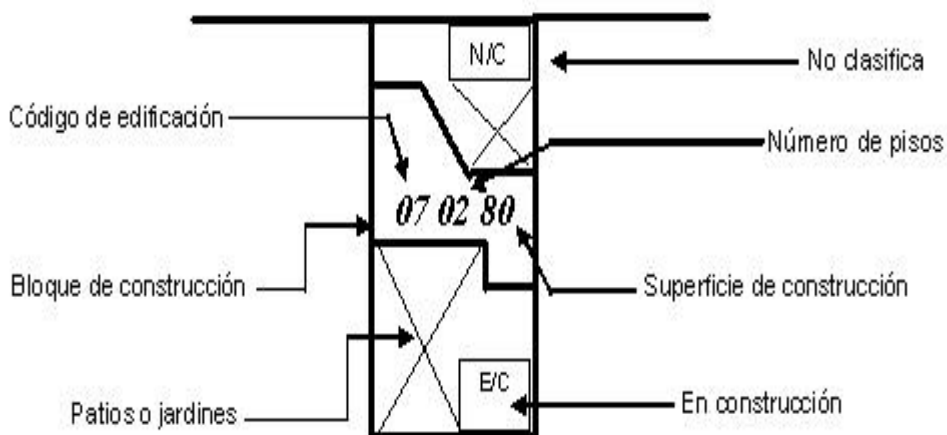 N/C
No clasifica
Código de edificación
Número de pisos
07 02 80
Bloque de construcción
Superficie de construcción
E/C
Patios o jardines
En construcción